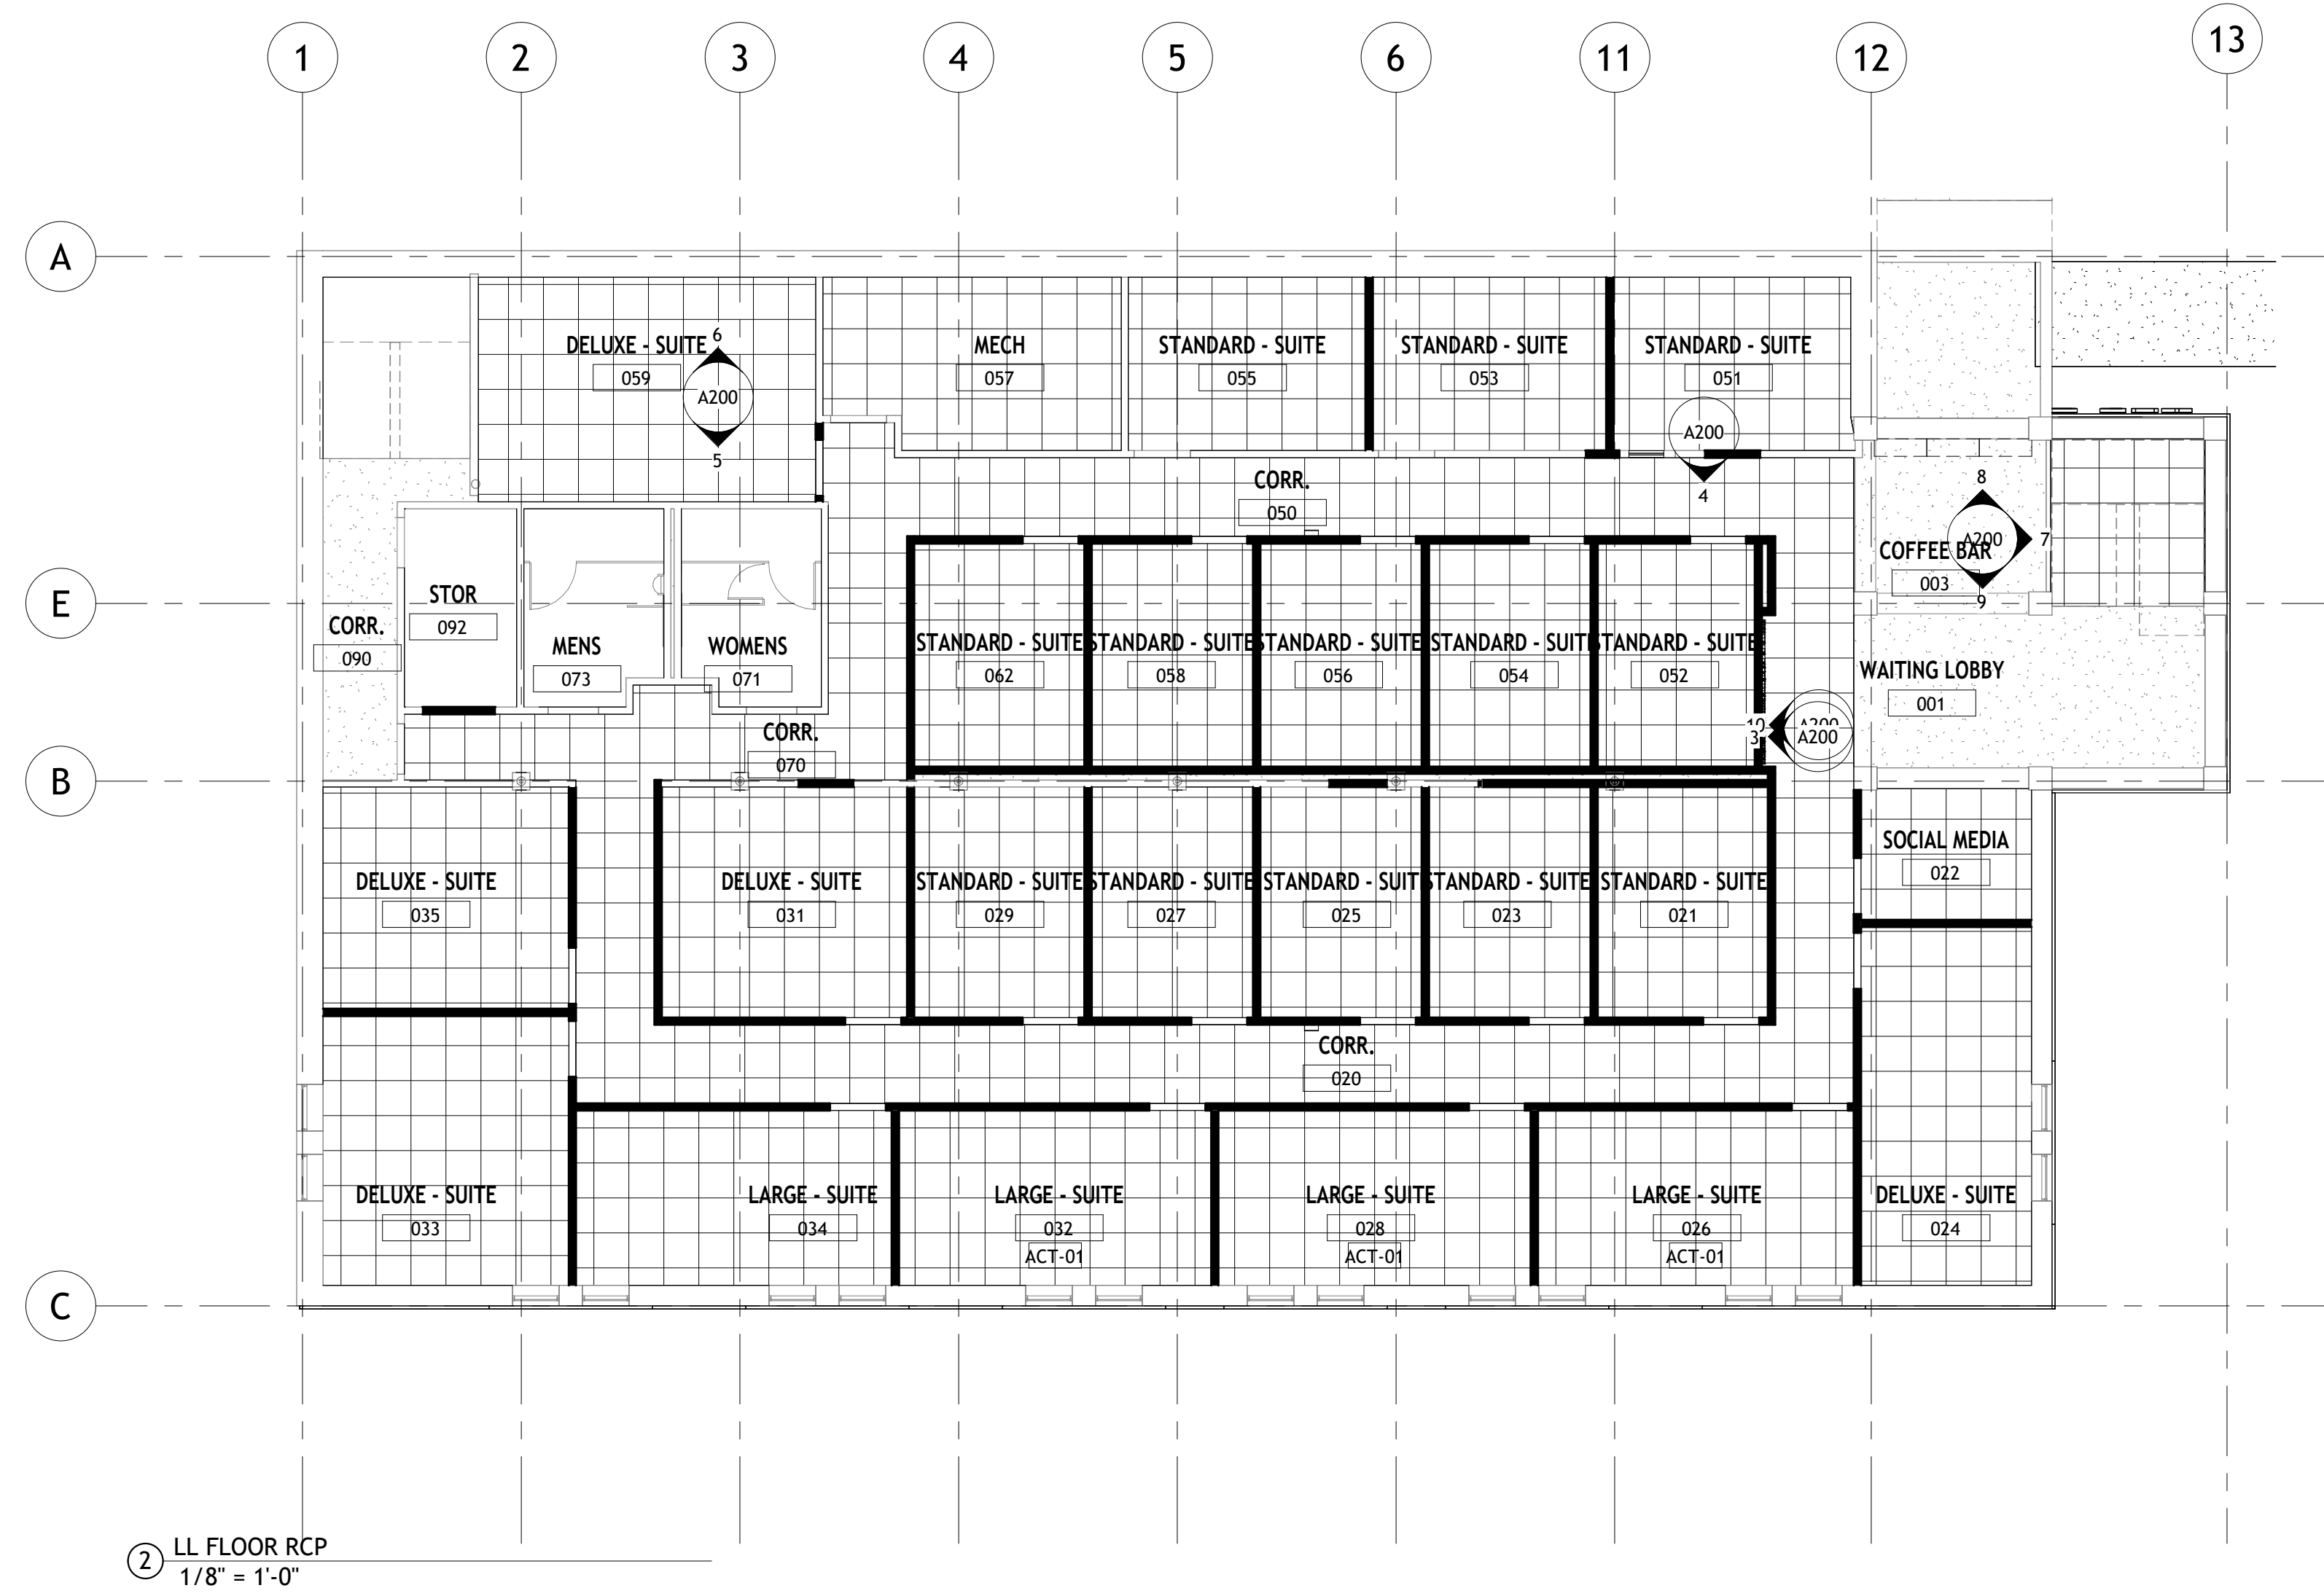 1
2
3
4
5
6
11
12
13
A
E
B
C
DELUXE - SUITE
059
6
A200
5
MECH
057
STANDARD - SUITE
055
STANDARD - SUITE
053
STANDARD - SUITE
051
A200
4
CORR.
050
8
A200
7
9
COFFEE BAR
003
STOR
092
CORR.
090
MENS
073
WOMENS
071
CORR.
070
STANDARD - SUITE
062
STANDARD - SUITE
058
STANDARD - SUITE
056
STANDARD - SUITE
054
STANDARD - SUITE
052
WAITING LOBBY
001
10
A200
3
A200
DELUXE - SUITE
035
DELUXE - SUITE
031
STANDARD - SUITE
029
STANDARD - SUITE
027
STANDARD - SUITE
025
STANDARD - SUITE
023
STANDARD - SUITE
021
SOCIAL MEDIA
022
CORR.
020
DELUXE - SUITE
033
LARGE - SUITE
034
LARGE - SUITE
032
ACT-01
LARGE - SUITE
028
ACT-01
LARGE - SUITE
026
ACT-01
DELUXE - SUITE
024
2
LL FLOOR RCP
1/8" = 1'-0"